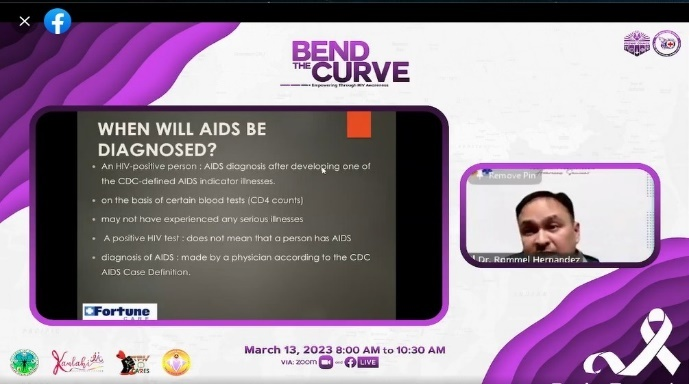 BEND
THE CURVE
Empowering Through HIV Awareness
WHEN WILL AIDS BE
DIAGNOSED?
An HIV-positive person : AIDS diagnosis after developing one of
the CDC-defined AIDS indicator illnesses.
on the basis of certain blood tests (CD4 counts)
may not have experienced any serious illnesses
A positive HIV test : does not mean that a person has AIDS
diagnosis of AIDS : made by a physician according to the CDC
AIDS Case Definition.
Fortune
CARE
Remove Pin
Dr. Rommel Hernandez
March 13, 2023 8:00 AM to 10:30 AM
VIA: ZOOM and LIVE
CARES